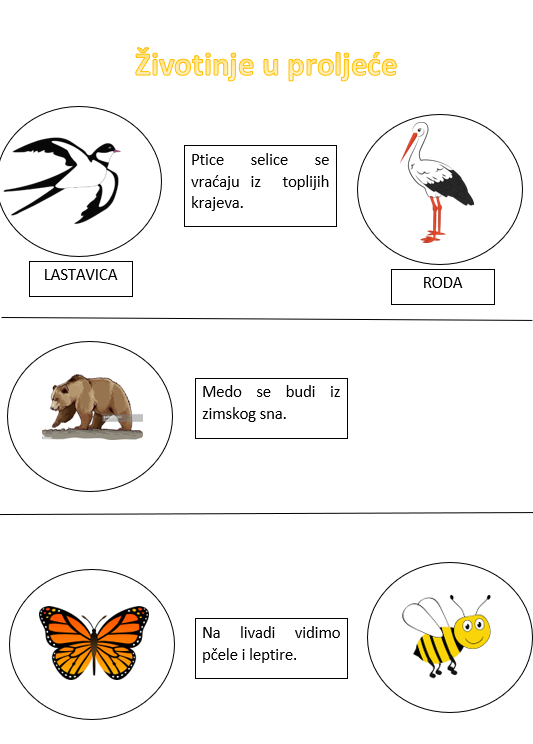 Životinje u proljeće
Ptice selice se
vraćaju iz toplijih
krajeva.
LASTAVICA
RODA
Medo se budi iz
zimskog sna.
Na livadi vidimo
pčele i leptire.